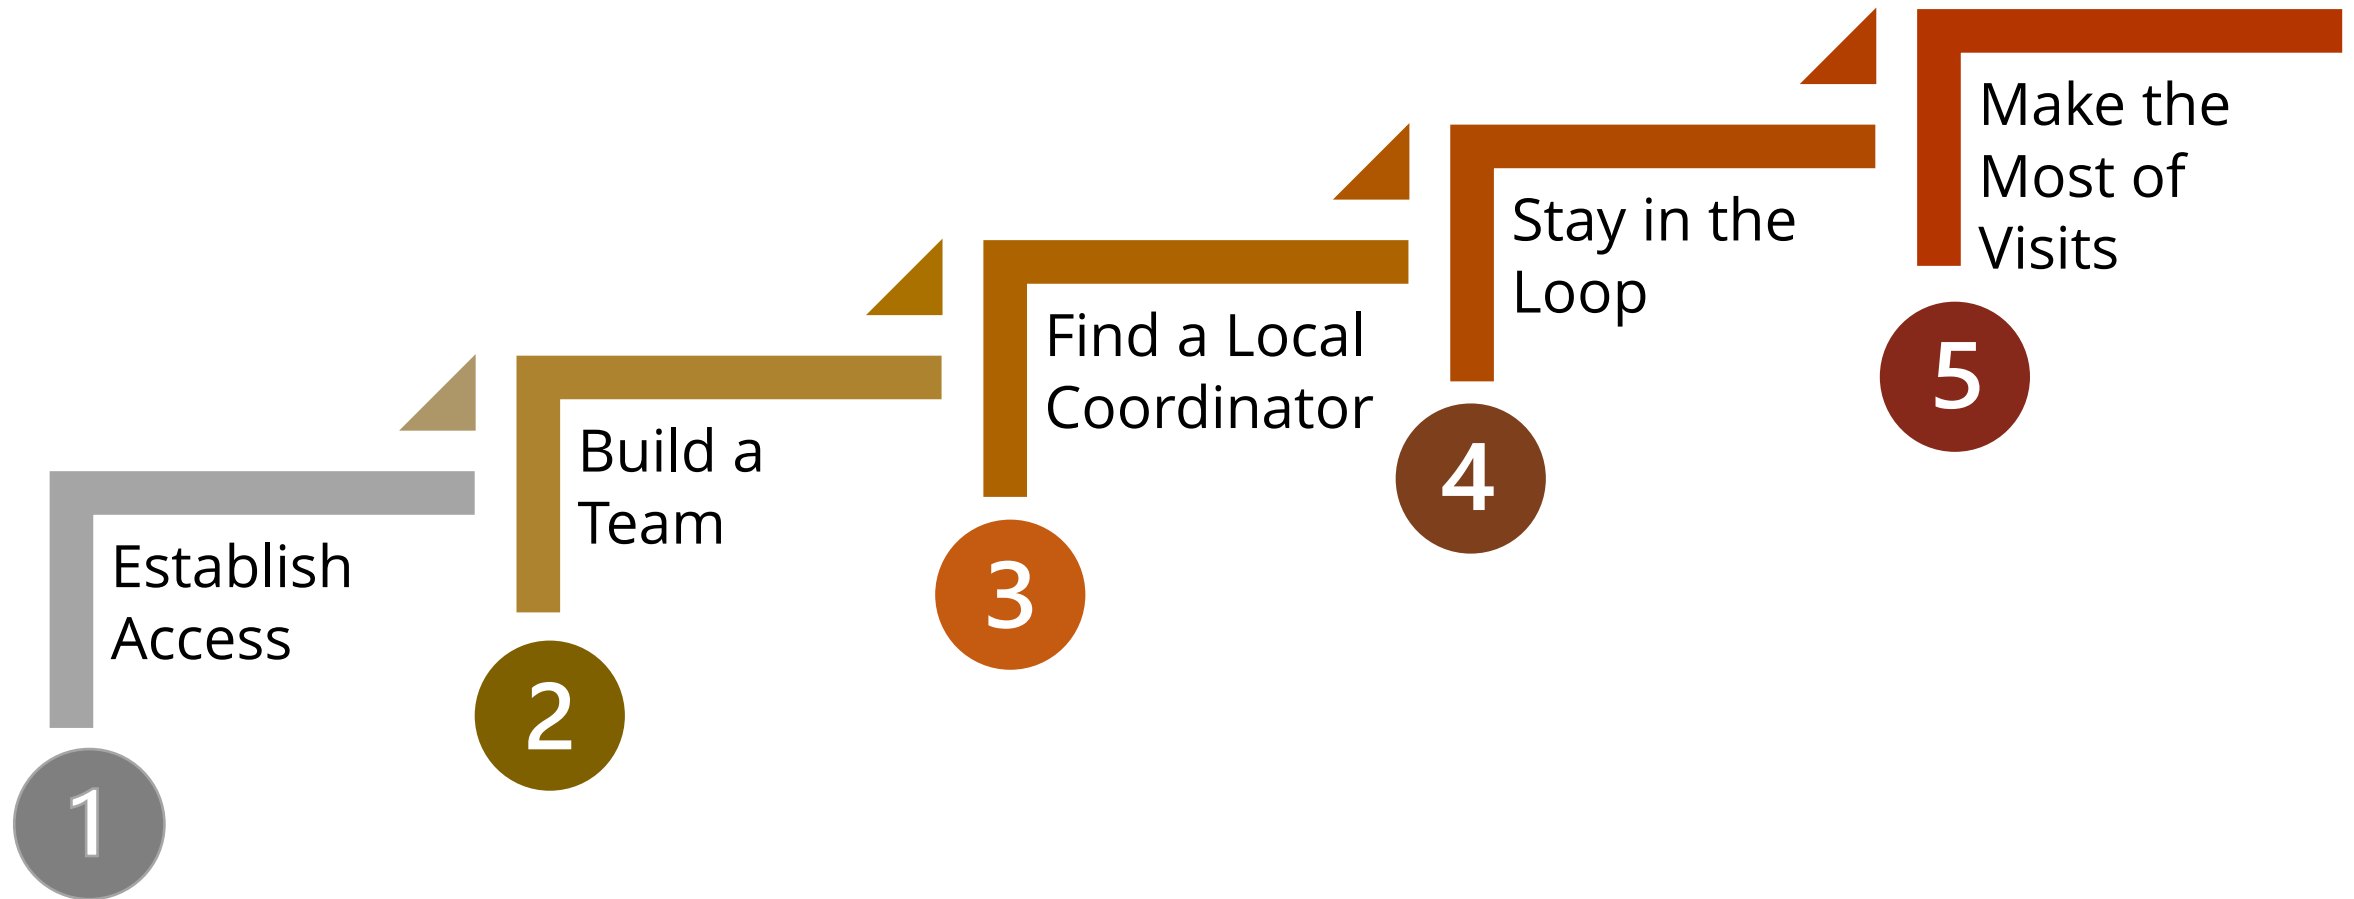 Establish
Access
1
Build a
Team
2
Find a Local
Coordinator
3
Stay in the
Loop
4
Make the
Most of
Visits
5